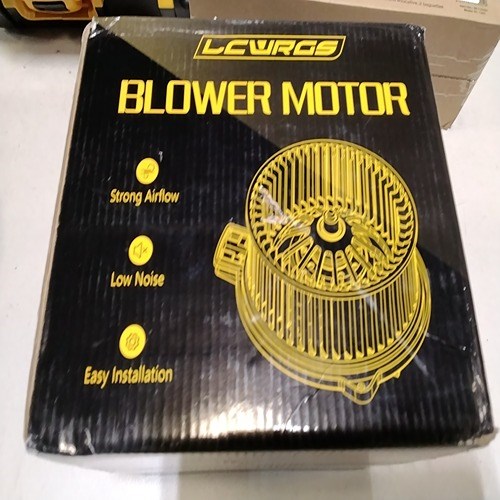 LCWRGS
BLOWER MOTOR
Strong Airflow
Low Noise
Easy Installation